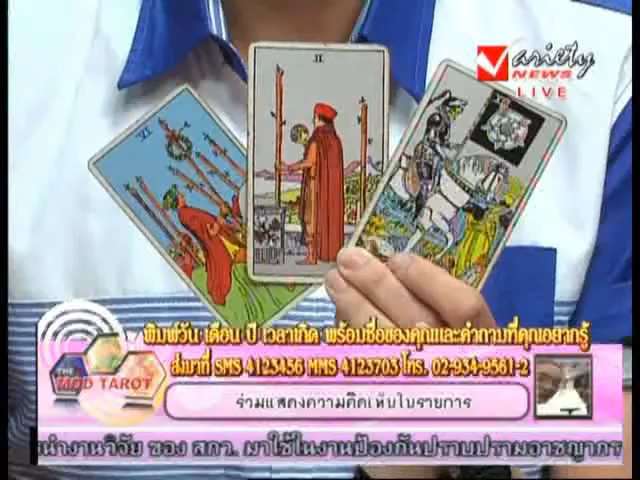 Variety
NEWS
LIVE
VI
II
พิมพ์วัน เดือน ปี เวลาเกิด พร้อมชื่อของคุณและคำถามที่คุณอยากรู้
ส่งมาที่ SMS 4123456 MMS 4123703 โทร. 02-934-9561-2
THE
MOD TAROT
ร่วมแสดงความคิดเห็นในรายการ
นำงานวิจัย ของ สกว. มาใช้ในงานป้องกันปราบปรามอาชญากร